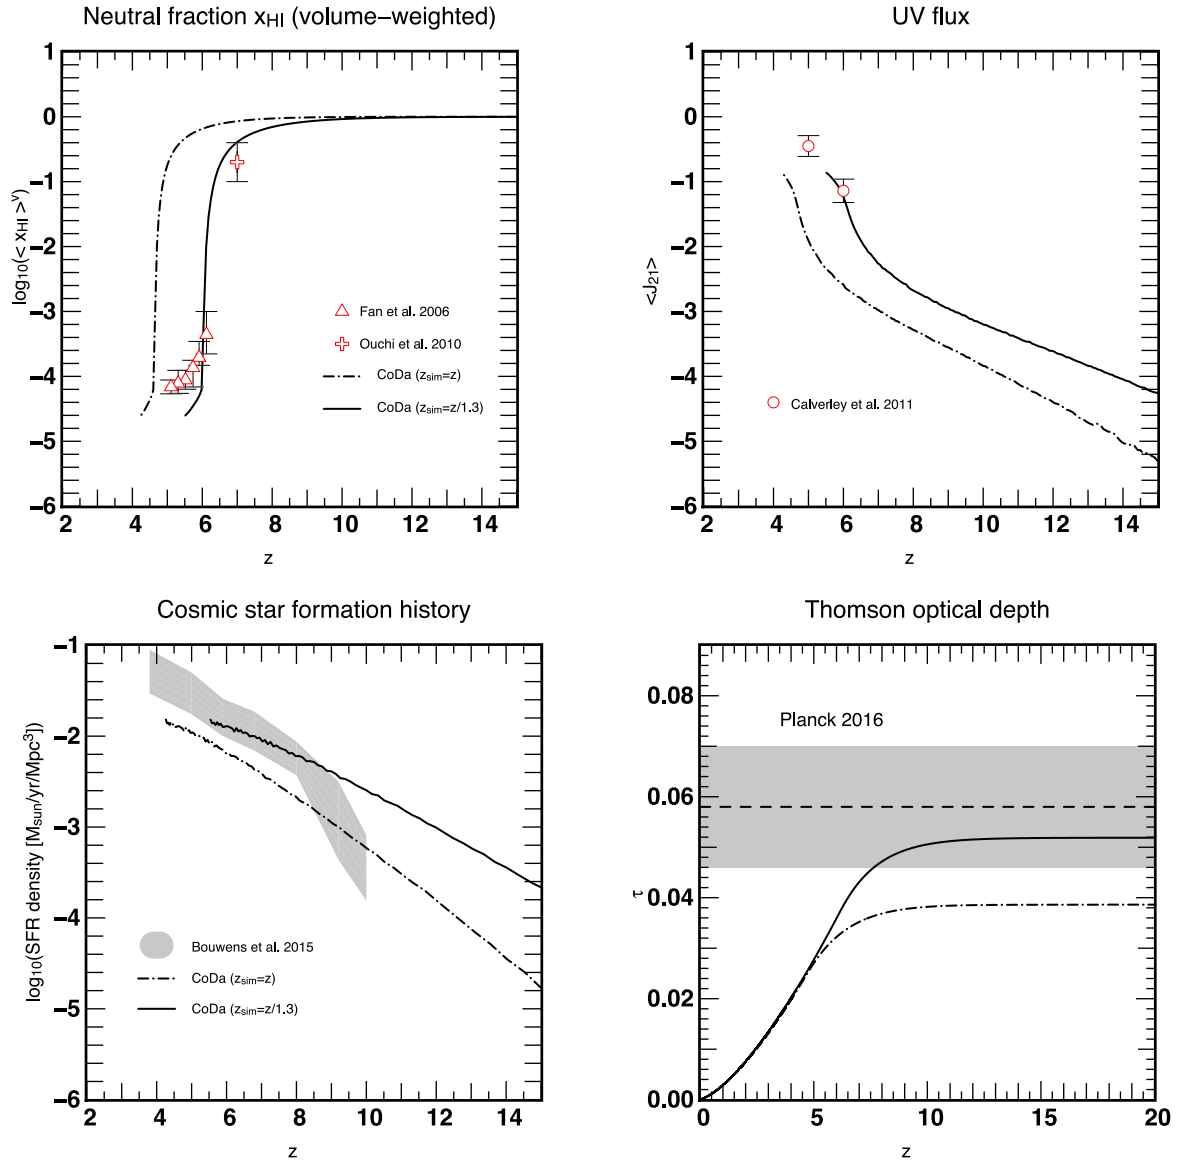 Neutral fraction xHI (volume−weighted)
log10(< xHI >v)
1
0
−1
−2
−3
−4
−5
−6
2 4 6 8 10 12 14
z
Fan et al. 2006
Ouchi et al. 2010
CoDa (zsim=z)
CoDa (zsim=z/1.3)
UV flux
<J21>
1
0
−1
−2
−3
−4
−5
−6
2 4 6 8 10 12 14
z
Calverley et al. 2011
Cosmic star formation history
log10(SFR density [Msun/yr/Mpc3])
−1
−2
−3
−4
−5
−6
2 4 6 8 10 12 14
z
Bouwens et al. 2015
CoDa (zsim=z)
CoDa (zsim=z/1.3)
Thomson optical depth
τ
0.08
0.06
0.04
0.02
0.00
0 5 10 15 20
z
Planck 2016